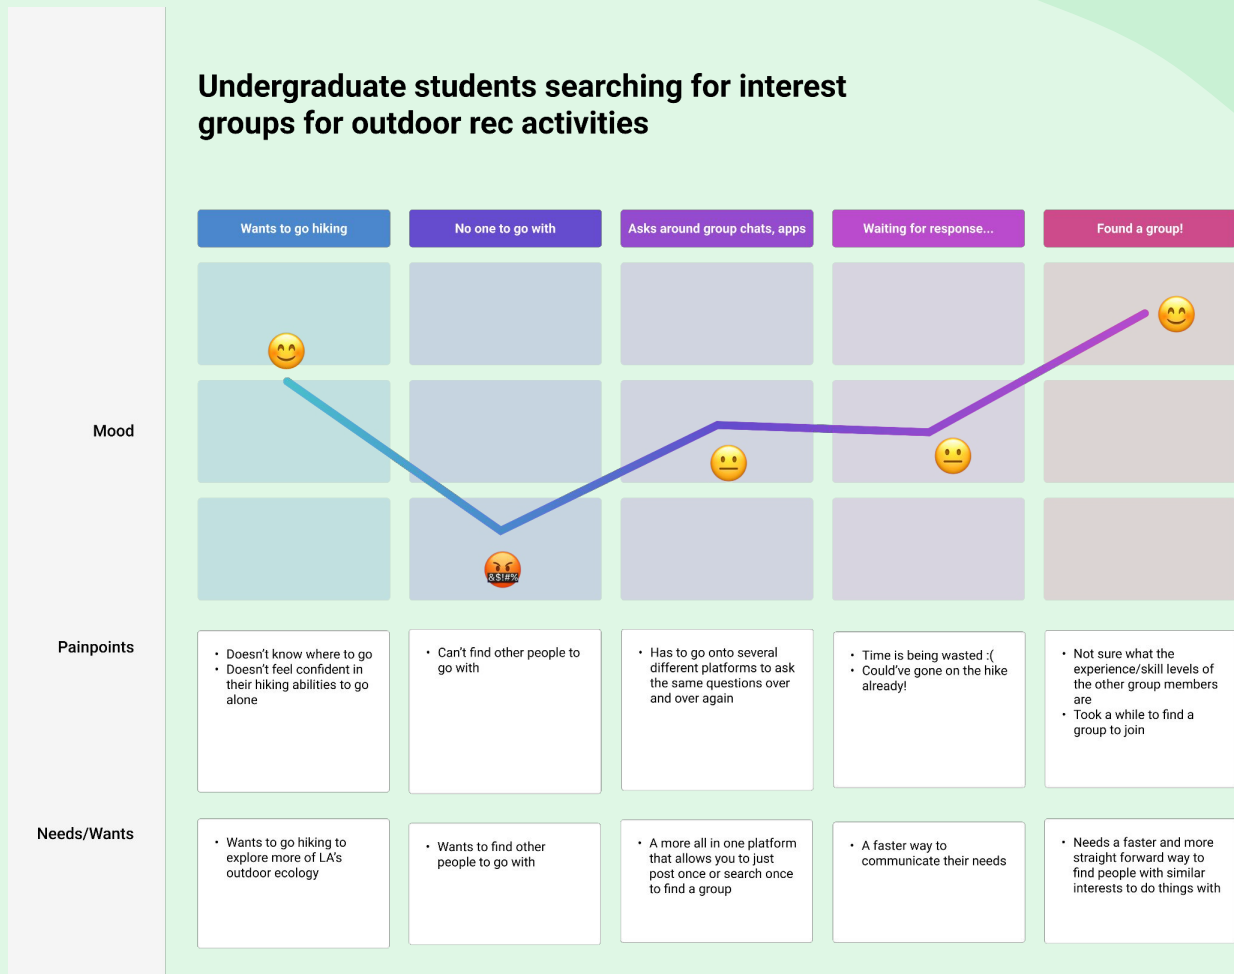 Undergraduate students searching for interest
groups for outdoor rec activities
Wants to go hiking
No one to go with
Asks around group chats, apps
Waiting for response...
Found a group!
Mood
&$!#%
Painpoints
• Doesn't know where to go
• Doesn't feel confident in
their hiking abilities to go
alone
• Can't find other people to
go with
• Has to go onto several
different platforms to ask
the same questions over
and over again
• Time is being wasted :(
• Could've gone on the hike
already!
• Not sure what the
experience/skill levels of
the other group members
are
• Took a while to find a
group to join
Needs/Wants
• Wants to go hiking to
explore more of LA's
outdoor ecology
• Wants to find other
people to go with
• A more all in one platform
that allows you to just
post once or search once
to find a group
• A faster way to
communicate their needs
• Needs a faster and more
straight forward way to
find people with similar
interests to do things with